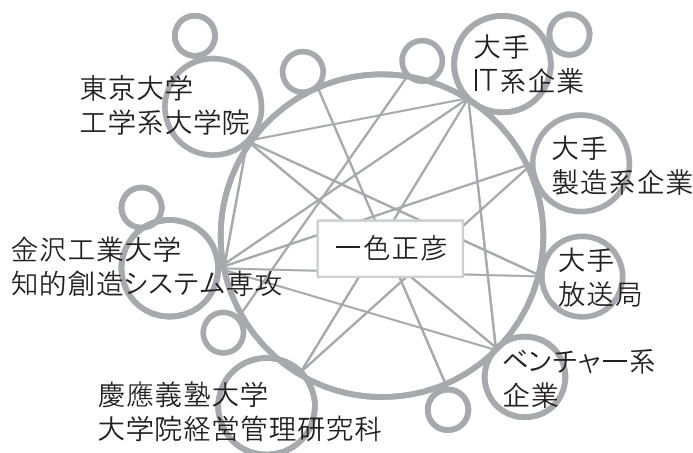 東京大学
工学系大学院
大手
IT系企業
大手
製造系企業
金沢工業大学
知的創造システム専攻
一色正彦
大手
放送局
ベンチャー系
企業
慶應義塾大学
大学院経営管理研究科